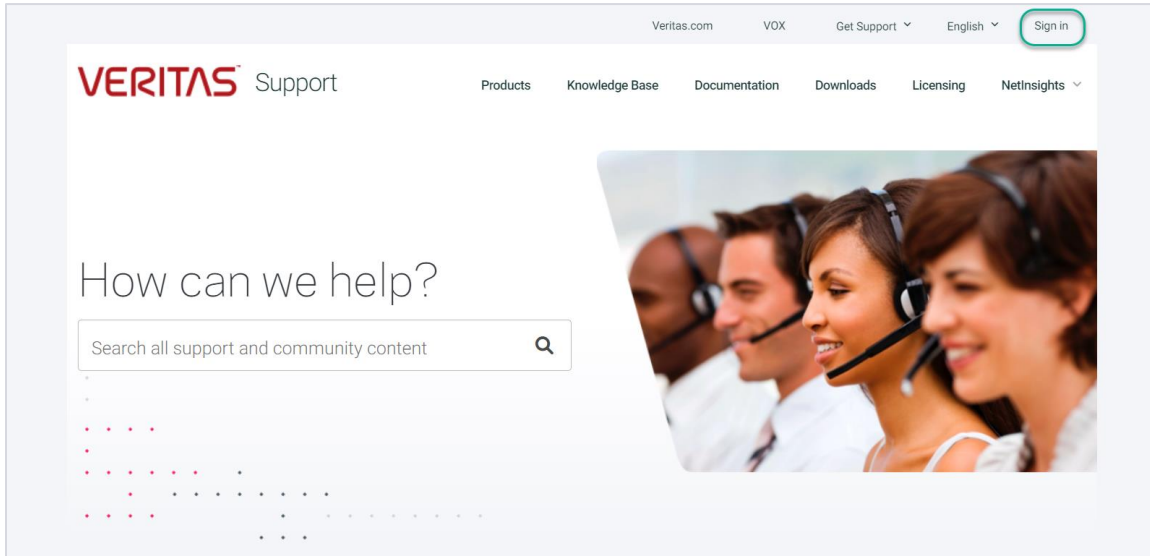 Veritas.com VOX Get Support English Sign in
VERITAS™ Support
Products Knowledge Base Documentation Downloads Licensing NetInsights
How can we help?
Search all support and community content